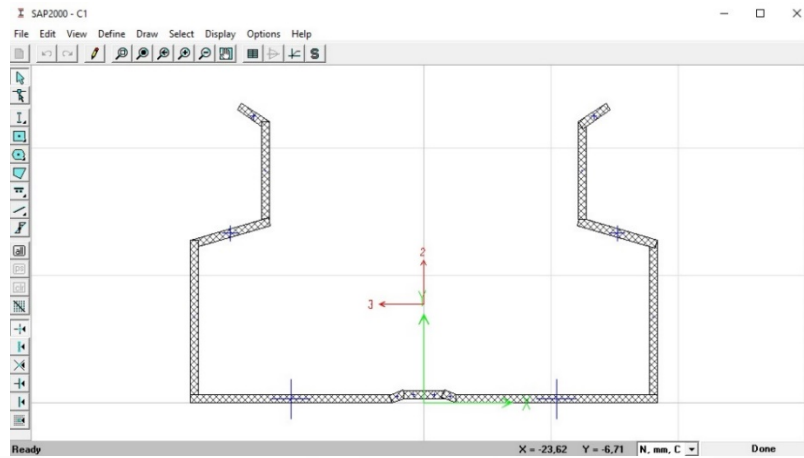 SAP2000 - C1
File Edit View Define Draw Select Display Options Help
2
3
Y
X
Ready
X = -23,62 Y = -6,71 N, mm, C Done